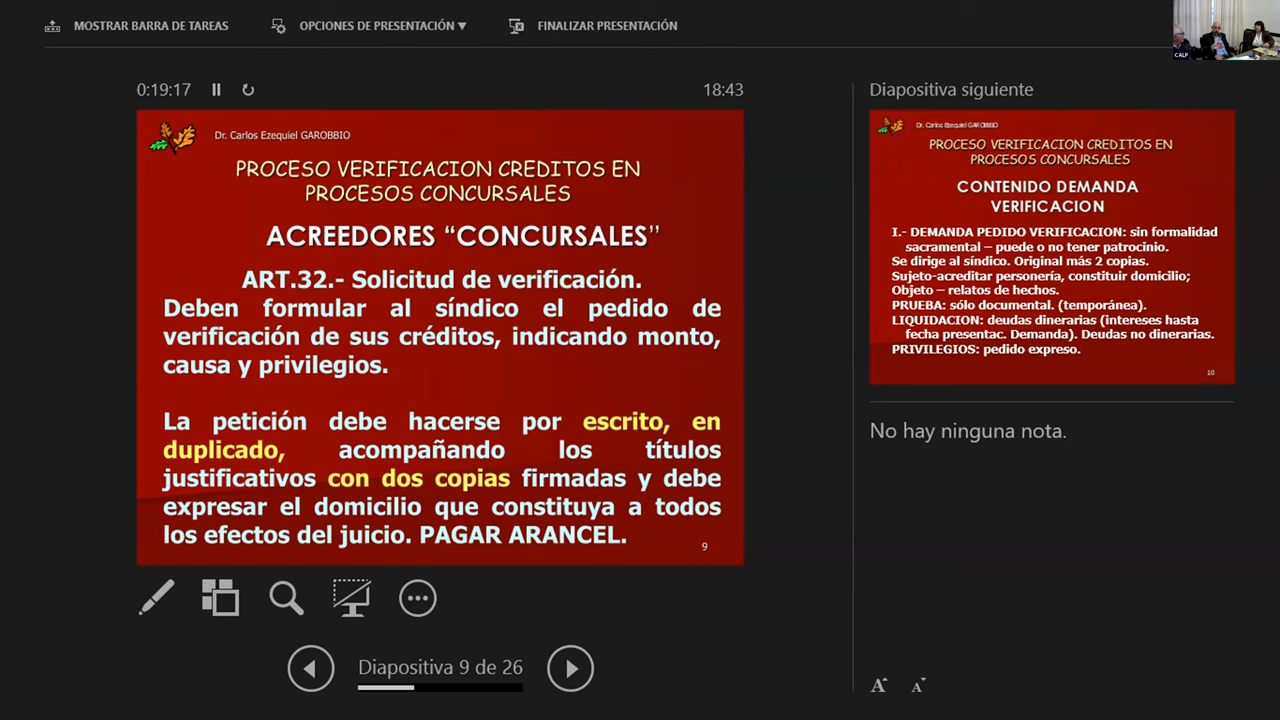 MOSTRAR BARRA DE TAREAS
OPCIONES DE PRESENTACIÓN ▼
FINALIZAR PRESENTACIÓN
CALP
0:19:17
18:43
Dr. Carlos Ezequiel GAROBBIO
PROCESO VERIFICACION CREDITOS EN
PROCESOS CONCURSALES
ACREEDORES “CONCURSALES”
ART.32.- Solicitud de verificación.
Deben formular al síndico el pedido de
verificación de sus créditos, indicando monto,
causa y privilegios.
La petición debe hacerse por escrito, en
duplicado, acompañando los títulos
justificativos con dos copias firmadas y debe
expresar el domicilio que constituya a todos
los efectos del juicio. PAGAR ARANCEL.
9
Diapositiva 9 de 26
Diapositiva siguiente
Dr. Carlos Ezequiel GAROBBIO
PROCESO VERIFICACION CREDITOS EN
PROCESOS CONCURSALES
CONTENIDO DEMANDA
VERIFICACION
I.- DEMANDA PEDIDO VERIFICACION: sin formalidad
sacramental – puede o no tener patrocinio.
Se dirige al síndico. Original más 2 copias.
Sujeto-acreditar personería, constituir domicilio;
Objeto – relatos de hechos.
PRUEBA: sólo documental. (temporánea).
LIQUIDACION: deudas dinerarias (intereses hasta
fecha presentac. Demanda). Deudas no dinerarias.
PRIVILEGIOS: pedido expreso.
10
No hay ninguna nota.
A A